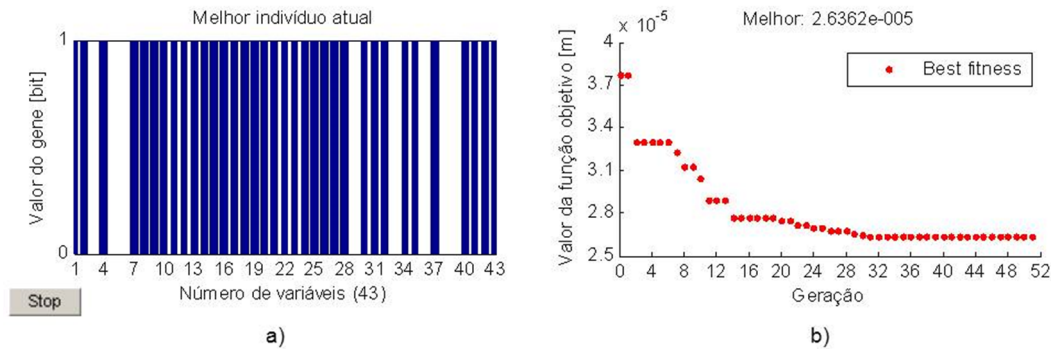 Melhor indivíduo atual
Valor do gene [bit]
1
0
1 4 7 10 13 16 19 22 25 28 31 34 37 40 43
Número de variáveis (43)
Stop
a)
x 10^-5
Melhor: 2.6362e-005
Valor da função objetivo [m]
4
3.7
3.4
3.1
2.8
2.5
Best fitness
0 4 8 12 16 20 24 28 32 36 40 44 48 52
Geração
b)